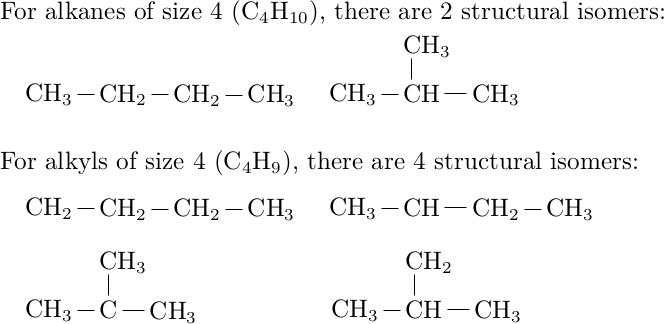 For alkanes of size 4 (C₄H₁₀), there are 2 structural isomers:
CH₃
CH₃ — CH₂ — CH₂ — CH₃ CH₃ — CH — CH₃
For alkyls of size 4 (C₄H₉), there are 4 structural isomers:
CH₂ — CH₂ — CH₂ — CH₃ CH₃ — CH — CH₂ — CH₃
CH₃ CH₂
CH₃ — C — CH₃ CH₃ — CH — CH₃